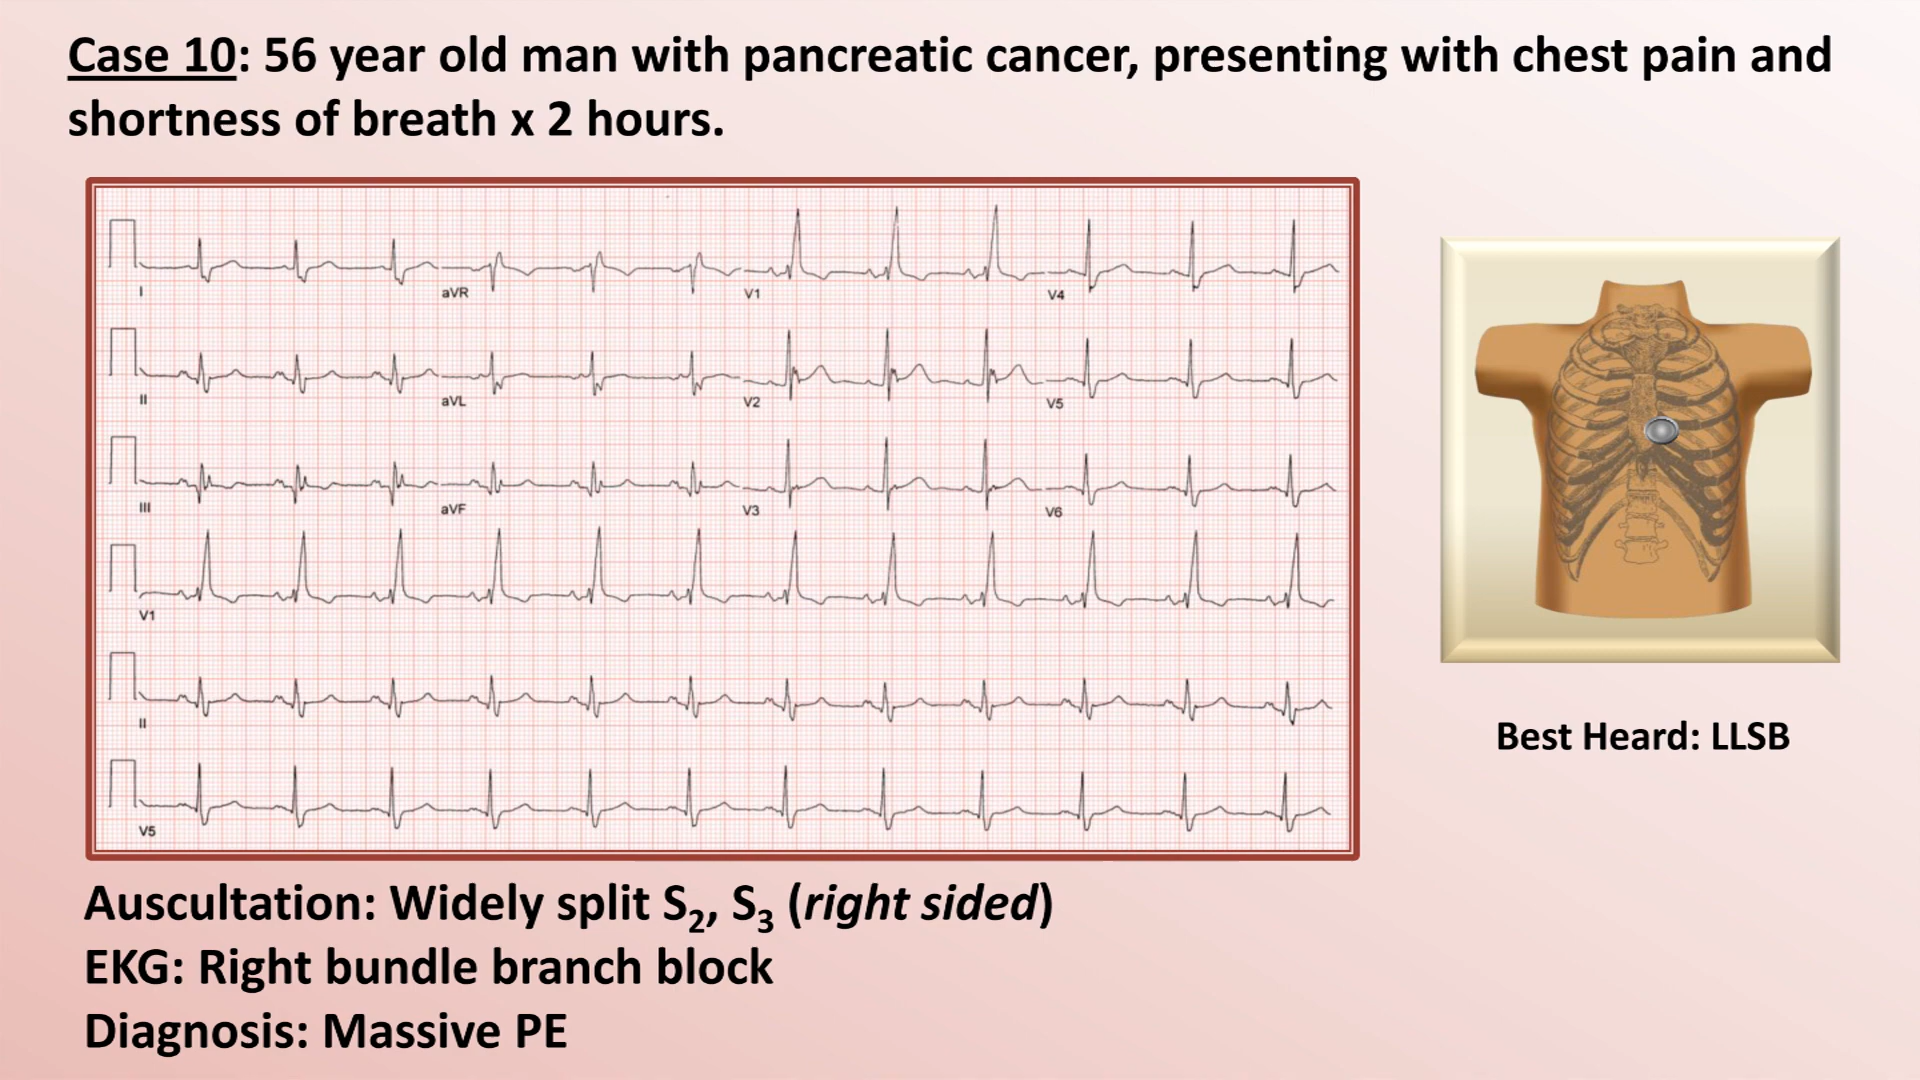 Case 10: 56 year old man with pancreatic cancer, presenting with chest pain and
shortness of breath x 2 hours.
I aVR V1 V4
II aVL V2 V5
III aVF V3 V6
V1
II
V5
Best Heard: LLSB
Auscultation: Widely split S₂, S₃ (right sided)
EKG: Right bundle branch block
Diagnosis: Massive PE